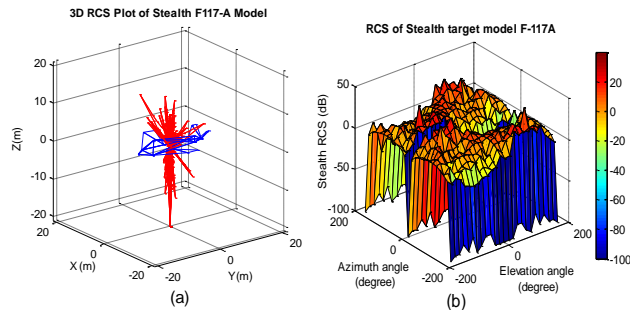 3D RCS Plot of Stealth F117-A Model
20
10
0
-10
-20
Z(m)
20
0
-20
X (m)
-20
0
20
Y(m)
(a)
RCS of Stealth target model F-117A
50
0
-50
-100
Stealth RCS (dB)
200
0
-200
Azimuth angle
(degree)
-200
0
200
Elevation angle
(degree)
(b)
20
0
-20
-40
-60
-80
-100